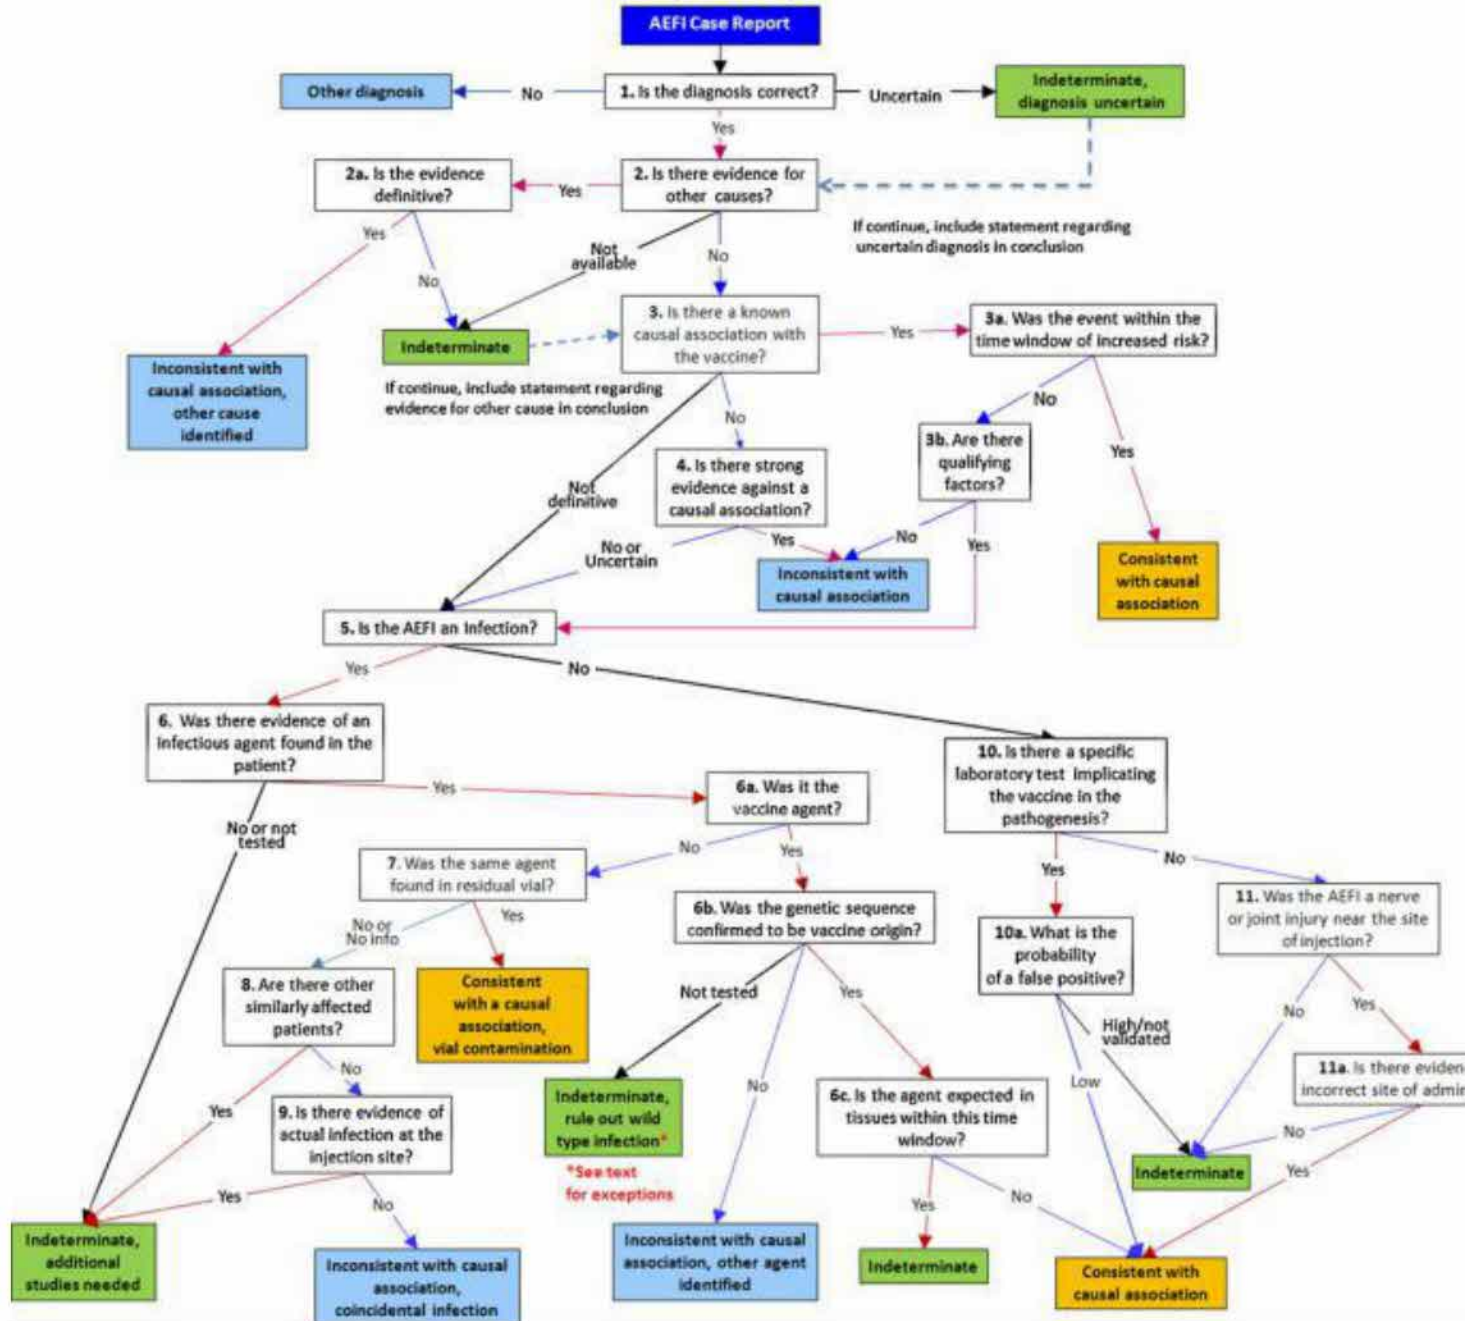 AEFI Case Report
Other diagnosis
No
1. Is the diagnosis correct?
Uncertain
Indeterminate,
diagnosis uncertain
Yes
2a. Is the evidence
definitive?
Yes
2. Is there evidence for
other causes?
If continue, include statement regarding
uncertain diagnosis in conclusion
Yes
No
Not
available
No
Indeterminate
3. Is there a known
causal association with
the vaccine?
Yes
3a. Was the event within the
time window of increased risk?
Inconsistent with
causal association,
other cause
identified
If continue, include statement regarding
evidence for other cause in conclusion
No
No
Yes
3b. Are there
qualifying
factors?
4. Is there strong
evidence against a
causal association?
Not
definitive
No or
Uncertain
Yes
No
Yes
Inconsistent with
causal association
Consistent
with causal
association
5. Is the AEFI an Infection?
Yes
No
6. Was there evidence of an
infectious agent found in the
patient?
Yes
6a. Was it the
vaccine agent?
10. Is there a specific
laboratory test implicating
the vaccine in the
pathogenesis?
No or not
tested
No
Yes
Yes
No
7. Was the same agent
found in residual vial?
6b. Was the genetic sequence
confirmed to be vaccine origin?
10a. What is the
probability
of a false positive?
11. Was the AEFI a nerve
or joint injury near the site
of injection?
No or
No info
Yes
8. Are there other
similarly affected
patients?
Consistent
with a causal
association,
vial contamination
Not tested
Yes
No
High/not
validated
Low
No
Yes
No
Yes
9. Is there evidence of
actual infection at the
injection site?
Indeterminate,
rule out wild
type infection*
*See text
for exceptions
6c. Is the agent expected in
tissues within this time
window?
11a. Is there eviden
incorrect site of admin
No
Yes
Indeterminate
Yes
No
Yes
No
Indeterminate,
additional
studies needed
Inconsistent with causal
association,
coincidental infection
Inconsistent with causal
association, other agent
identified
Indeterminate
Consistent with
causal association